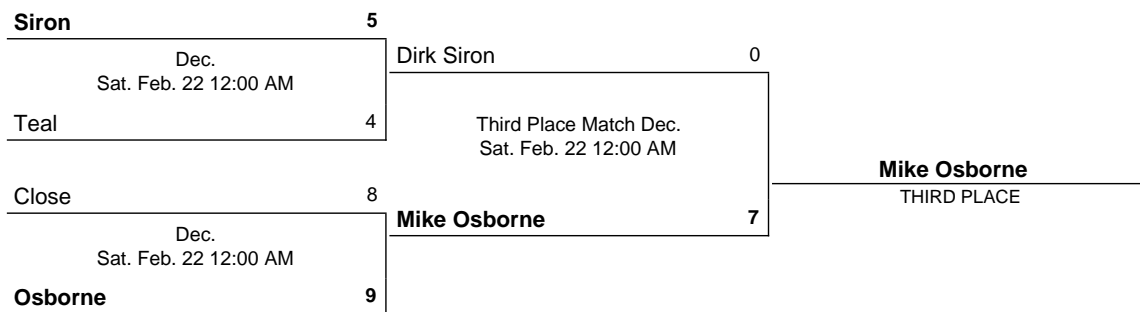 Siron 5
Dec.
Sat. Feb. 22 12:00 AM
Teal 4
Dirk Siron 0
Third Place Match Dec.
Sat. Feb. 22 12:00 AM
Close 8
Dec.
Sat. Feb. 22 12:00 AM
Osborne 9
Mike Osborne 7
Mike Osborne
THIRD PLACE